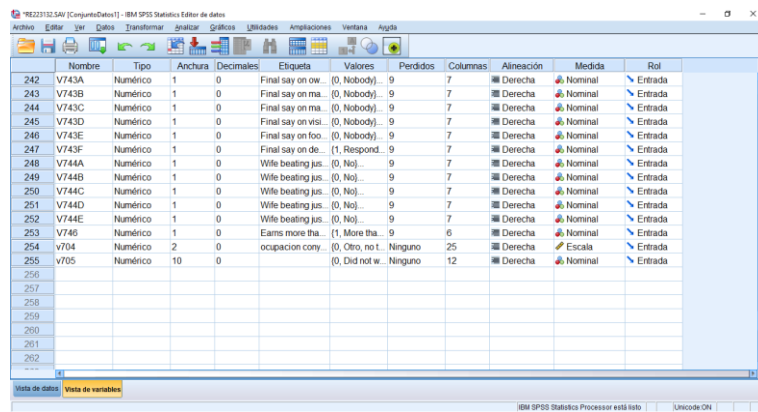 *RE223132.SAV [ConjuntoDatos1] - IBM SPSS Statistics Editor de datos
Archivo Editar Ver Datos Transformar Analizar Gráficos Utilidades Ampliaciones Ventana Ayuda
Nombre Tipo Anchura Decimales Etiqueta Valores Perdidos Columnas Alineación Medida Rol
242 V743A Numérico 1 0 Final say on ow... {0, Nobody}... 9 7 Derecha Nominal Entrada
243 V743B Numérico 1 0 Final say on ma... {0, Nobody}... 9 7 Derecha Nominal Entrada
244 V743C Numérico 1 0 Final say on ma... {0, Nobody}... 9 7 Derecha Nominal Entrada
245 V743D Numérico 1 0 Final say on visi... {0, Nobody}... 9 7 Derecha Nominal Entrada
246 V743E Numérico 1 0 Final say on foo... {0, Nobody}... 9 7 Derecha Nominal Entrada
247 V743F Numérico 1 0 Final say on de... {1, Respond... 9 7 Derecha Nominal Entrada
248 V744A Numérico 1 0 Wife beating jus... {0, No}... 9 7 Derecha Nominal Entrada
249 V744B Numérico 1 0 Wife beating jus... {0, No}... 9 7 Derecha Nominal Entrada
250 V744C Numérico 1 0 Wife beating jus... {0, No}... 9 7 Derecha Nominal Entrada
251 V744D Numérico 1 0 Wife beating jus... {0, No}... 9 7 Derecha Nominal Entrada
252 V744E Numérico 1 0 Wife beating jus... {0, No}... 9 7 Derecha Nominal Entrada
253 V746 Numérico 1 0 Earns more tha... {1, More tha... 9 6 Derecha Nominal Entrada
254 v704 Numérico 2 0 ocupacion cony... {0, Otro, no t... Ninguno 25 Derecha Escala Entrada
255 v705 Numérico 10 0 {0, Did not w... Ninguno 12 Derecha Nominal Entrada
256
257
258
259
260
261
262
Vista de datos Vista de variables
IBM SPSS Statistics Processor está listo Unicode:ON